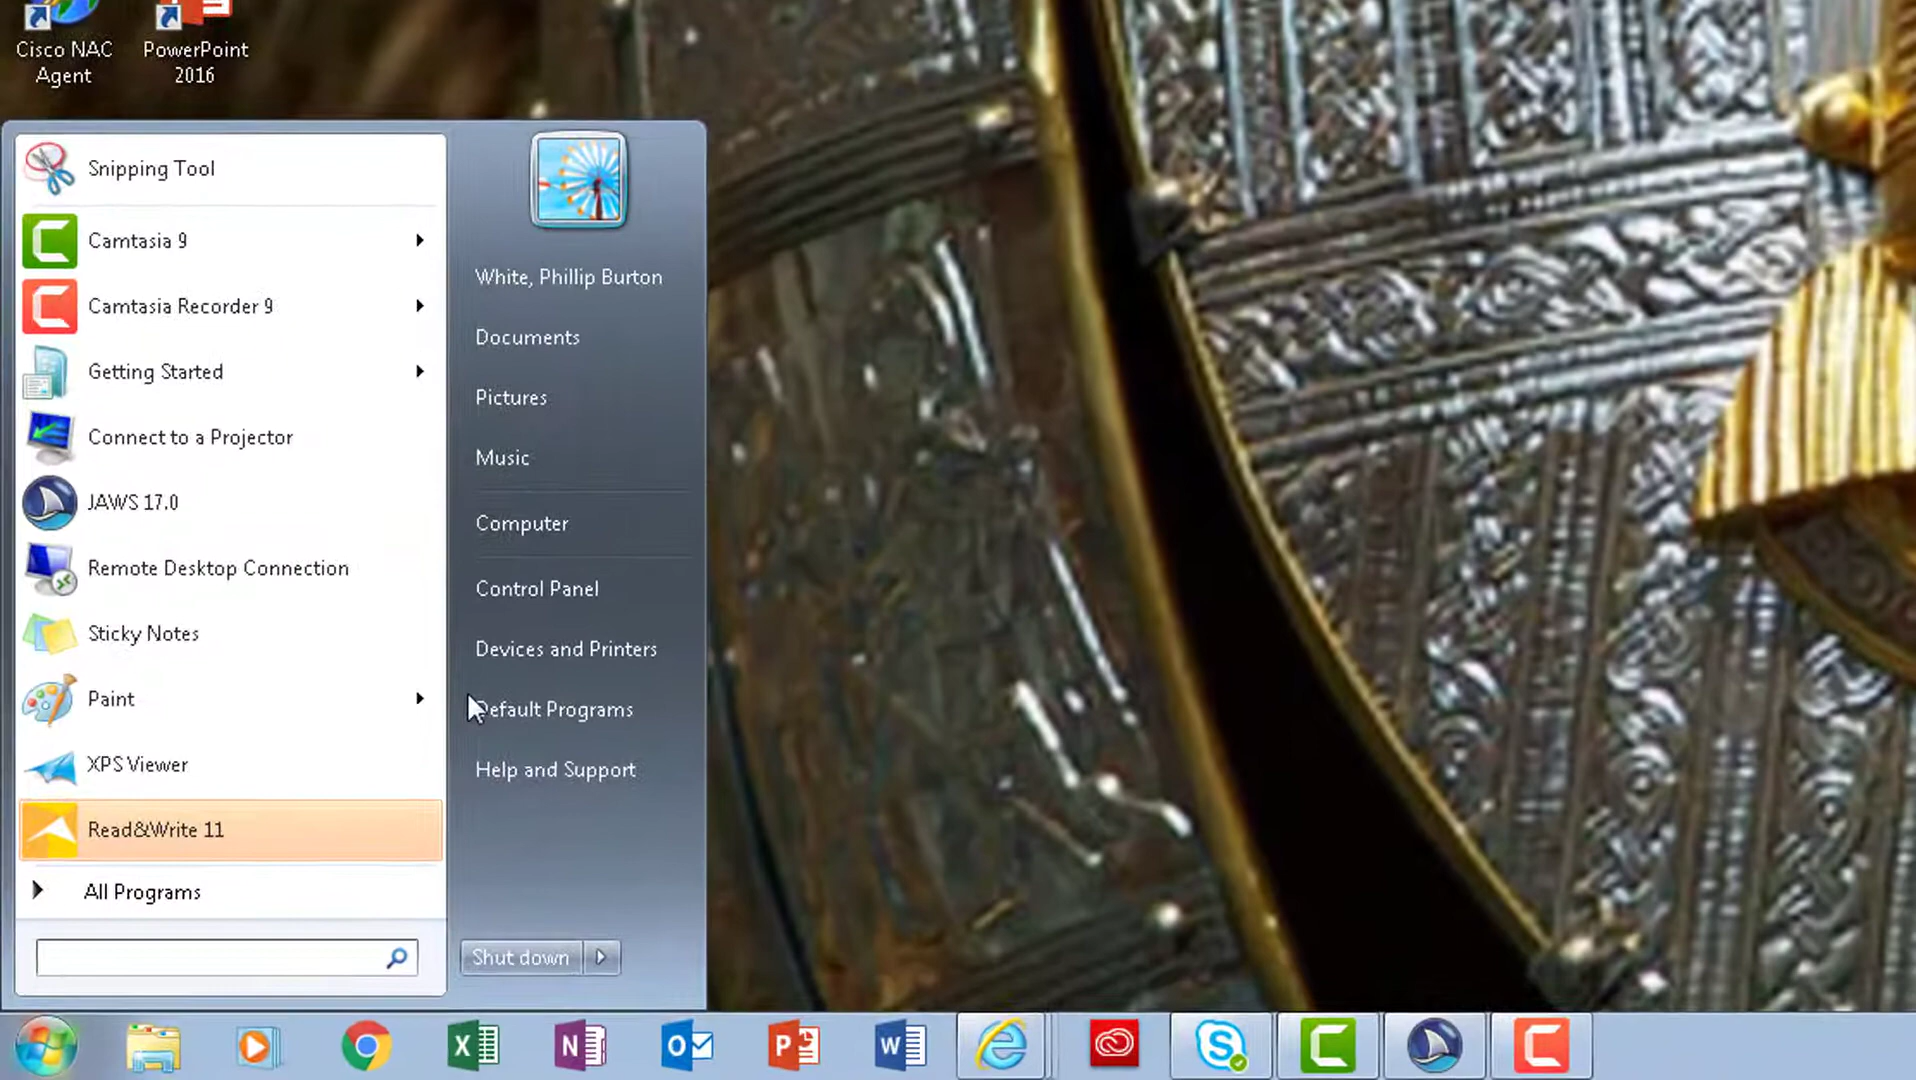 Cisco NAC
Agent
PowerPoint
2016
Snipping Tool
Camtasia 9
Camtasia Recorder 9
Getting Started
Connect to a Projector
JAWS 17.0
Remote Desktop Connection
Sticky Notes
Paint
XPS Viewer
Read&Write 11
All Programs
White, Phillip Burton
Documents
Pictures
Music
Computer
Control Panel
Devices and Printers
Default Programs
Help and Support
Shut down